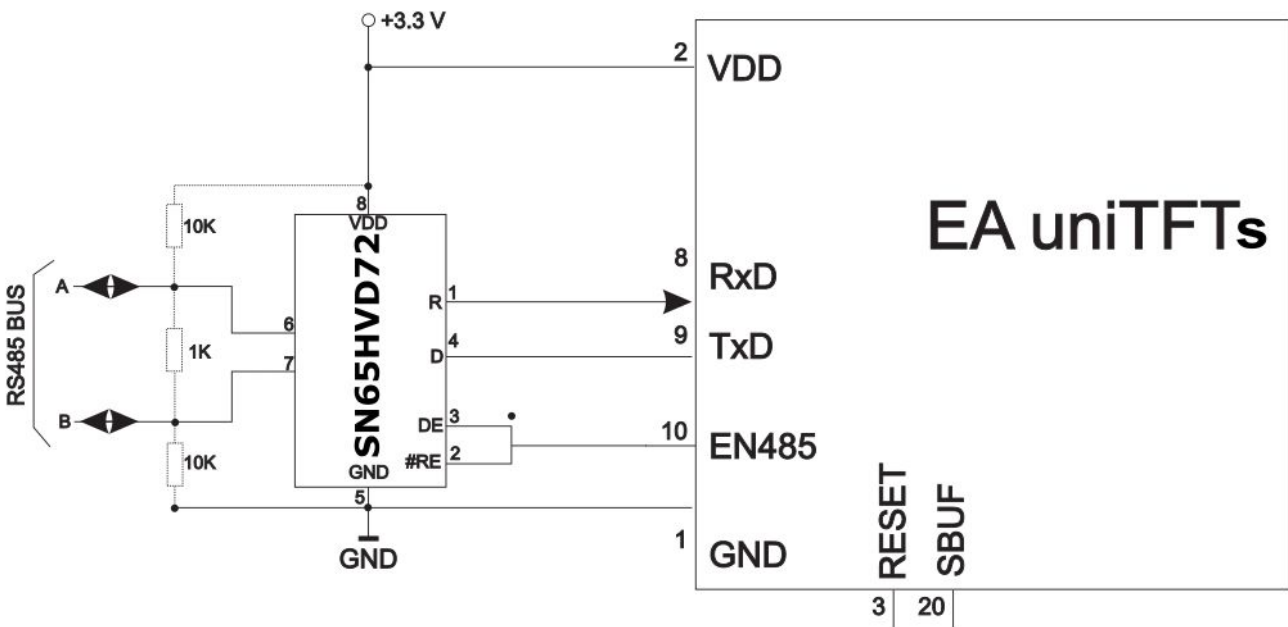 +3.3 V
2
VDD
8
VDD
10K
EA uniTFTs
8
RxD
A
R
1
6
SN65HVD72
RS485 BUS
1K
9
TxD
7
D
4
B
DE
3
10
EN485
#RE
2
10K
GND
5
GND
1
GND
RESET
SBUF
3
20